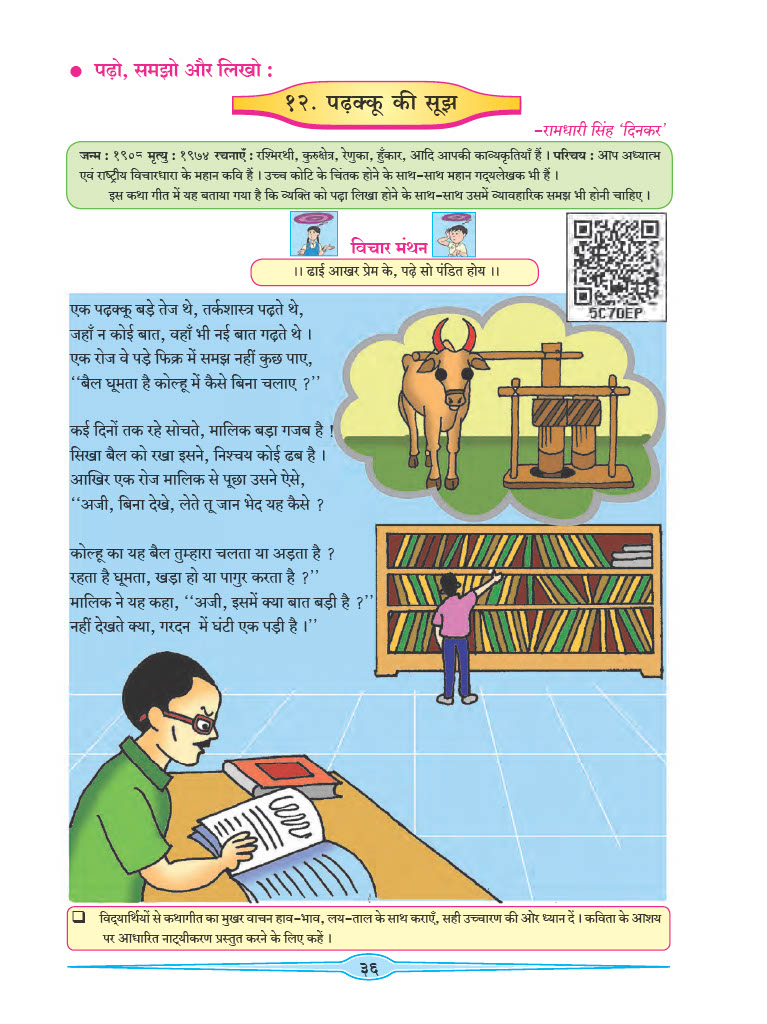 ● पढ़ो, समझो और लिखो :
१२. पढ़क्कू की सूझ
–रामधारी सिंह ‘दिनकर’
जन्म : १९०८ मृत्यु : १९७४ रचनाएँ : रश्मिरथी, कुरुक्षेत्र, रेणुका, हुँकार, आदि आपकी काव्यकृतियाँ हैं । परिचय : आप अध्यात्म
एवं राष्ट्रीय विचारधारा के महान कवि हैं । उच्च कोटि के चिंतक होने के साथ-साथ महान गद्यलेखक भी हैं ।
इस कथा गीत में यह बताया गया है कि व्यक्ति को पढ़ा लिखा होने के साथ-साथ उसमें व्यावहारिक समझ भी होनी चाहिए ।
विचार मंथन
।। ढाई आखर प्रेम के, पढ़े सो पंडित होय ।।
5C7DEP
एक पढ़क्कू बड़े तेज थे, तर्कशास्त्र पढ़ते थे,
जहाँ न कोई बात, वहाँ भी नई बात गढ़ते थे ।
एक रोज वे पड़े फिक्र में समझ नहीं कुछ पाए,
‘‘बैल घूमता है कोल्हू में कैसे बिना चलाए ?’’
कई दिनों तक रहे सोचते, मालिक बड़ा गजब है !
सिखा बैल को रखा इसने, निश्चय कोई ढब है ।
आखिर एक रोज मालिक से पूछा उसने ऐसे,
‘‘अजी, बिना देखे, लेते तू जान भेद यह कैसे ?
कोल्हू का यह बैल तुम्हारा चलता या अड़ता है ?
रहता है घूमता, खड़ा हो या पागुर करता है ?’’
मालिक ने यह कहा, ‘‘अजी, इसमें क्या बात बड़ी है ?’’
नहीं देखते क्या, गरदन में घंटी एक पड़ी है ।’’
❑ विद्यार्थियों से कथागीत का मुखर वाचन हाव-भाव, लय-ताल के साथ कराएँ, सही उच्चारण की ओर ध्यान दें । कविता के आशय
पर आधारित नाट्यीकरण प्रस्तुत करने के लिए कहें ।
३६